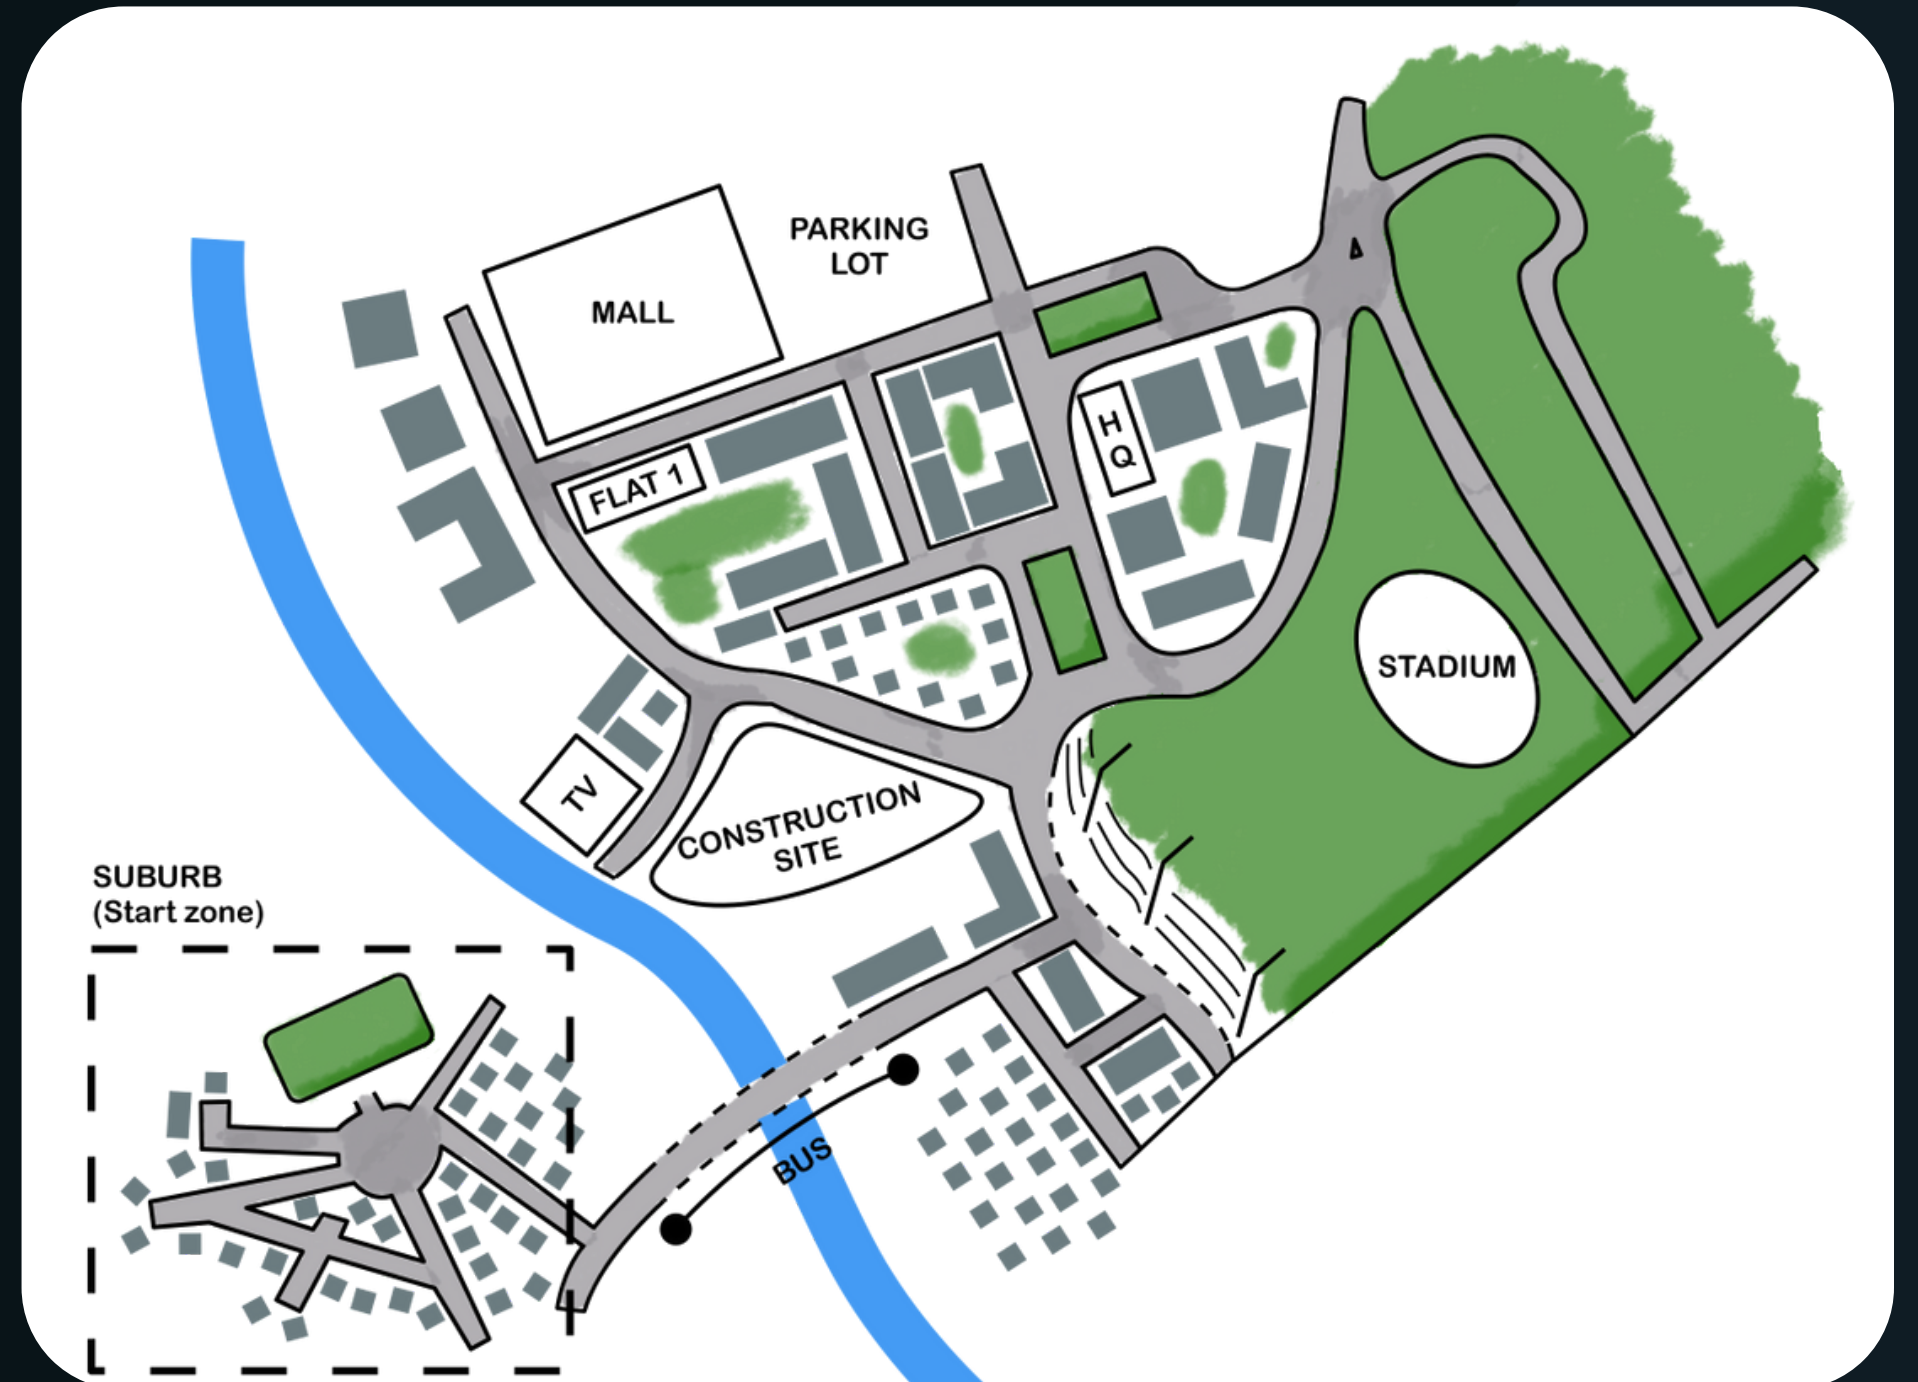 PARKING
LOT
MALL
H
Q
FLAT 1
STADIUM
TV
CONSTRUCTION
SITE
SUBURB
(Start zone)
BUS